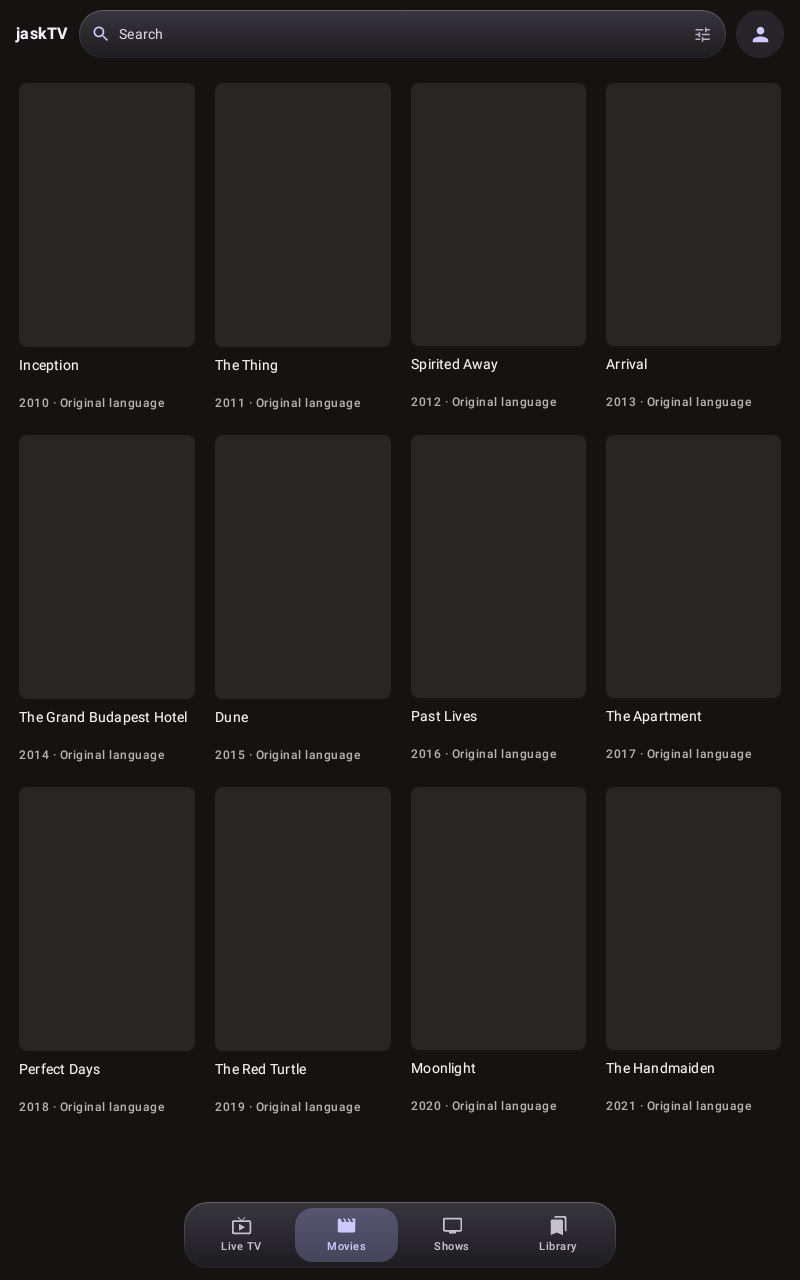 jaskTV
Search
Inception
The Thing
Spirited Away
Arrival
2010 · Original language
2011 · Original language
2012 · Original language
2013 · Original language
The Grand Budapest Hotel
Dune
Past Lives
The Apartment
2014 · Original language
2015 · Original language
2016 · Original language
2017 · Original language
Perfect Days
The Red Turtle
Moonlight
The Handmaiden
2018 · Original language
2019 · Original language
2020 · Original language
2021 · Original language
Live TV
Movies
Shows
Library